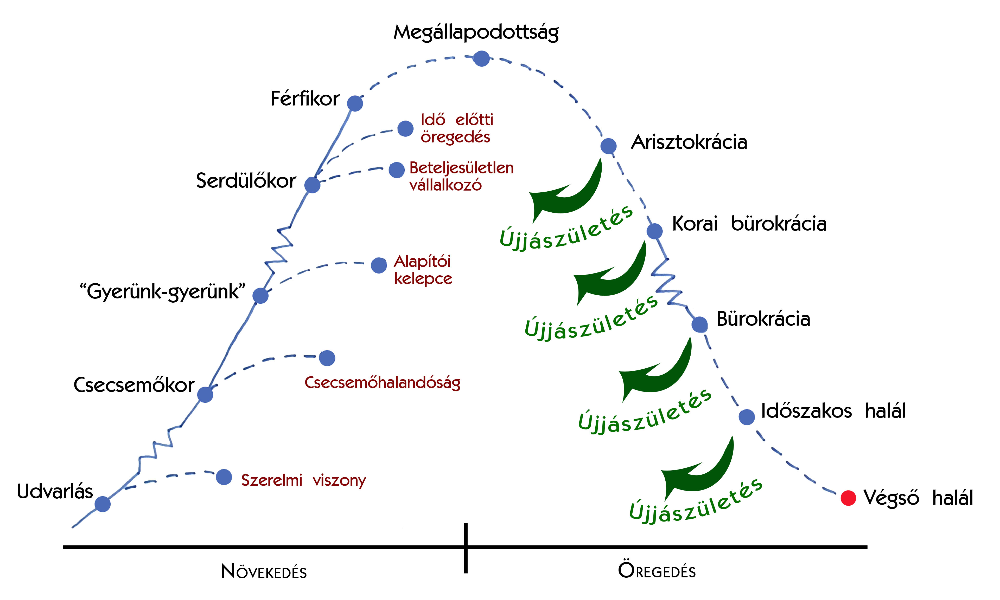 Megállapodottság
Férfikor
Idő előtti
öregedés
Arisztokrácia
Serdülőkor
Beteljesületlen
vállalkozó
Újjászületés
Korai bürokrácia
Alapítói
kelepce
"Gyerünk-gyerünk"
Újjászületés
Bürokrácia
Csecsemőkor
Csecsemőhalandóság
Újjászületés
Időszakos halál
Szerelmi viszony
Udvarlás
Újjászületés
Végső halál
Növekedés
Öregedés